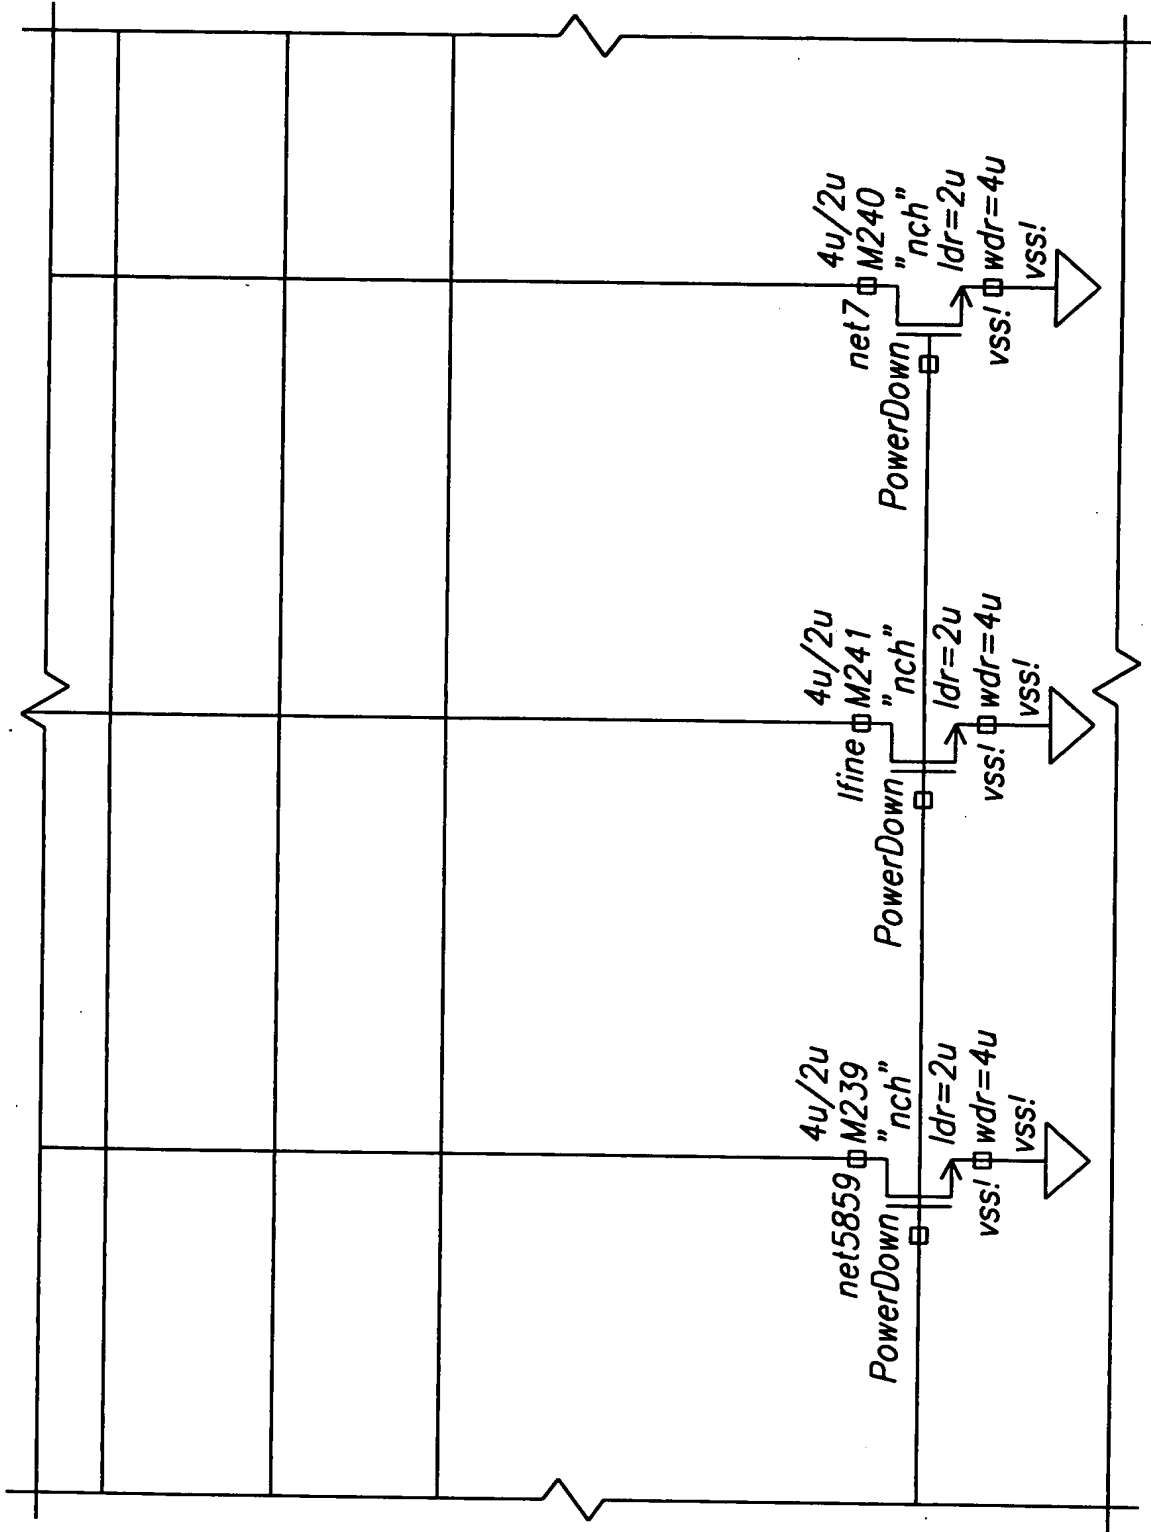 4u/2u
M240
"nch"
ldr=2u
wdr=4u
vss!
net7
PowerDown
vss!
4u/2u
M241
"nch"
ldr=2u
wdr=4u
vss!
Ifine
PowerDown
vss!
4u/2u
M239
"nch"
ldr=2u
wdr=4u
vss!
net5859
PowerDown
vss!